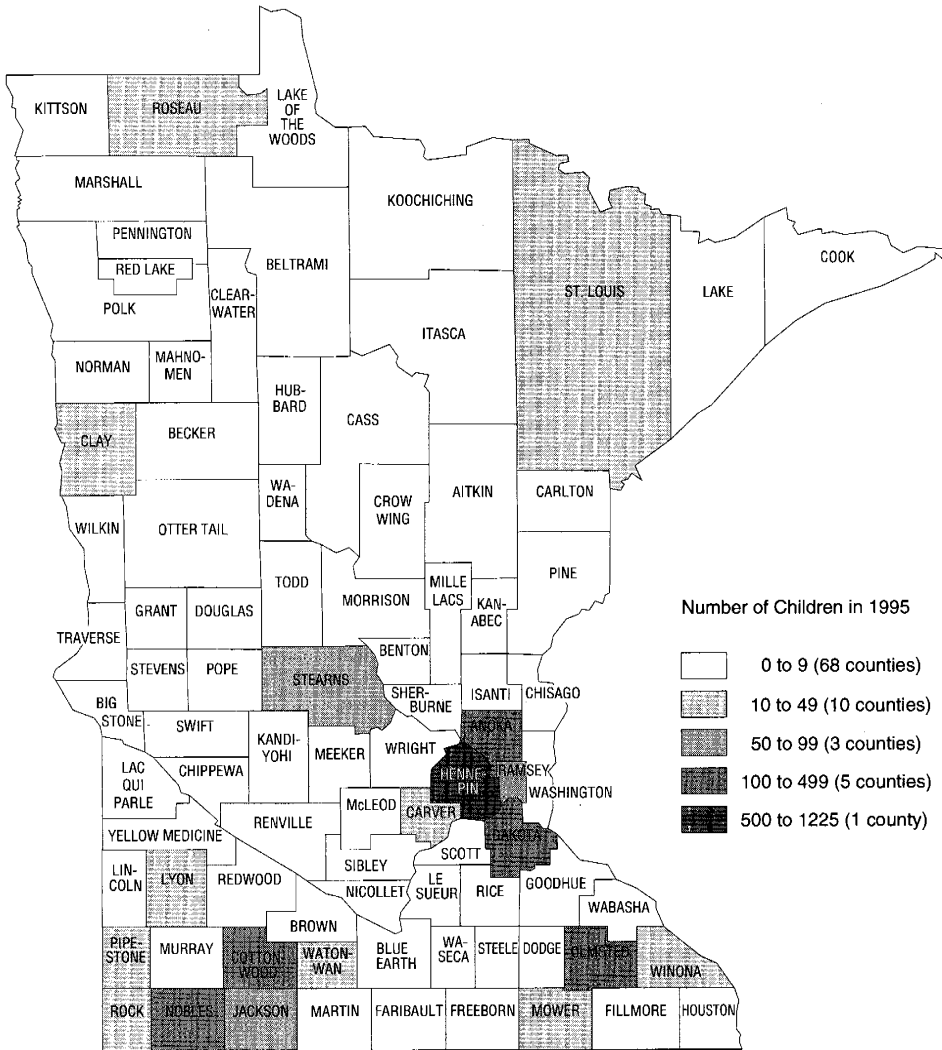 KITTSON
ROSEAU
LAKE
OF
THE
WOODS
MARSHALL
KOOCHICHING
PENNINGTON
RED LAKE
BELTRAMI
CLEAR-
WATER
POLK
ST. LOUIS
LAKE
COOK
ITASCA
NORMAN
MAHNO-
MEN
HUB-
BARD
CASS
CLAY
BECKER
WA-
DENA
CROW
WING
AITKIN
CARLTON
WILKIN
OTTER TAIL
PINE
TODD
MILLE
LACS
MORRISON
KAN-
ABEC
GRANT
DOUGLAS
TRAVERSE
BENTON
STEVENS
POPE
STEARNS
SHER-
BURNE
ISANTI
CHISAGO
BIG
STONE
SWIFT
KANDI-
YOHI
MEEKER
WRIGHT
ANOKA
HENNE-
PIN
RAMSEY
WASHINGTON
LAC
QUI
PARLE
CHIPPEWA
McLEOD
CARVER
RENVILLE
DAKOTA
YELLOW MEDICINE
SCOTT
SIBLEY
LIN-
COLN
LYON
REDWOOD
NICOLLET
LE
SUEUR
RICE
GOODHUE
WABASHA
BROWN
PIPE-
STONE
MURRAY
COTTON-
WOOD
WATON-
WAN
BLUE
EARTH
WA-
SECA
STEELE
DODGE
OLMSTED
WINONA
ROCK
NOBLES
JACKSON
MARTIN
FARIBAULT
FREEBORN
MOWER
FILLMORE
HOUSTON
Number of Children in 1995
0 to 9 (68 counties)
10 to 49 (10 counties)
50 to 99 (3 counties)
100 to 499 (5 counties)
500 to 1225 (1 county)